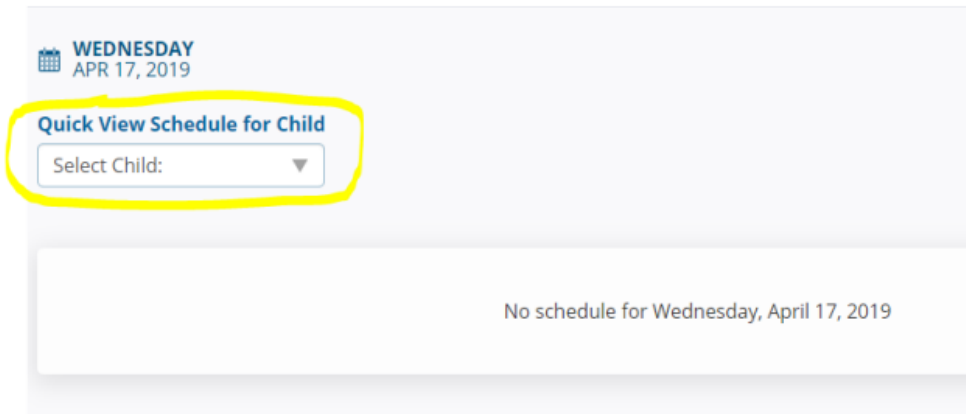 WEDNESDAY
APR 17, 2019
Quick View Schedule for Child
Select Child:
No schedule for Wednesday, April 17, 2019